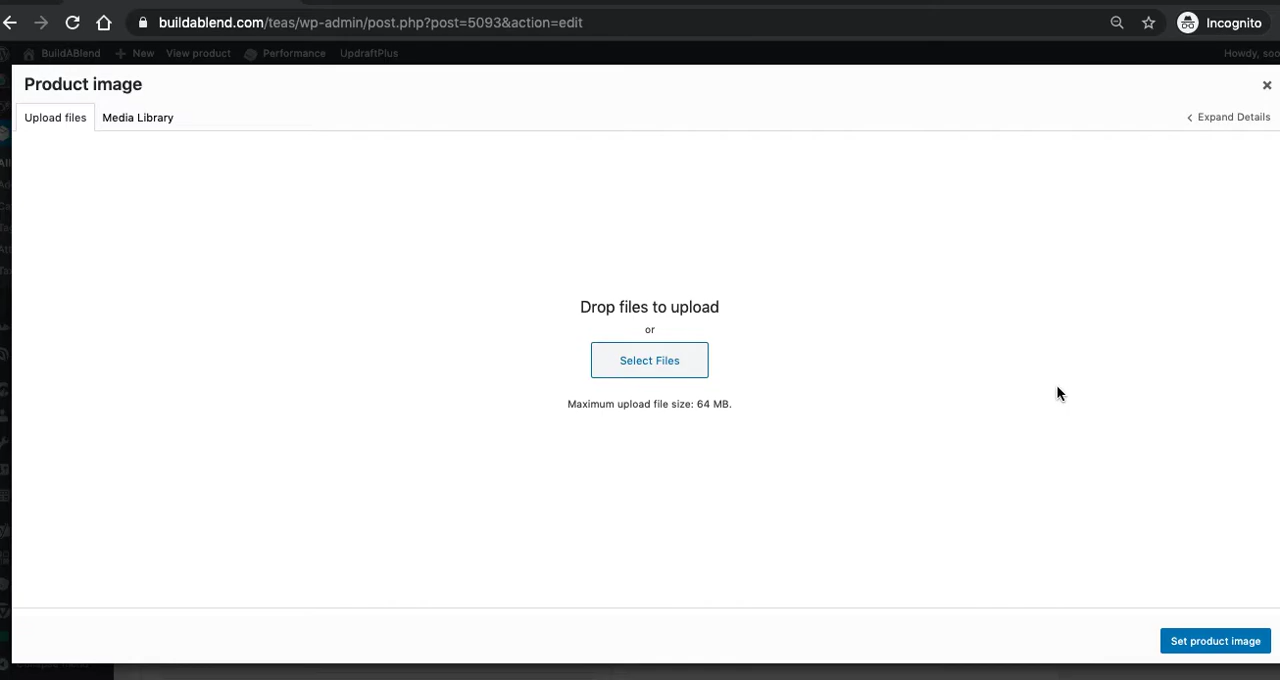 buildablend.com/teas/wp-admin/post.php?post=5093&action=edit
Incognito
BuildABlend New View product Performance UpdraftPlus
Howdy, soo
Product image
Upload files Media Library
Expand Details
Drop files to upload
or
Select Files
Maximum upload file size: 64 MB.
Set product image